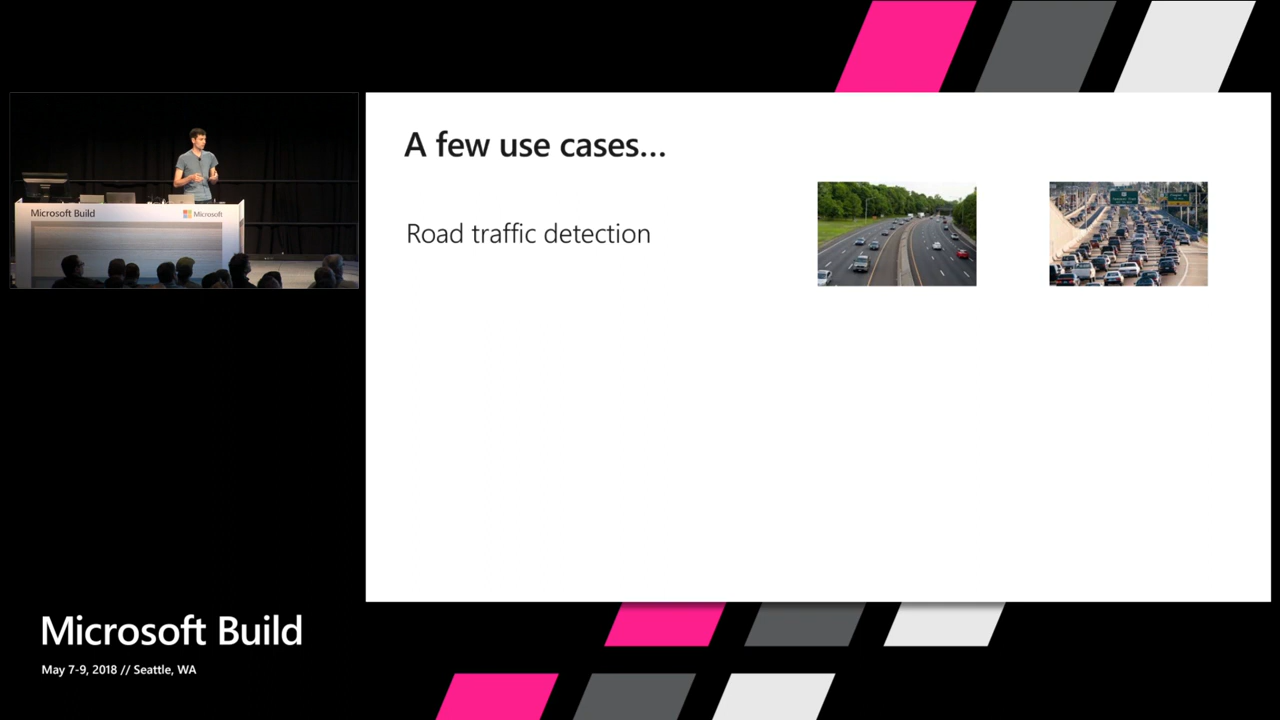 A few use cases...
Road traffic detection
Microsoft Build
Microsoft
Microsoft Build
May 7-9, 2018 // Seattle, WA